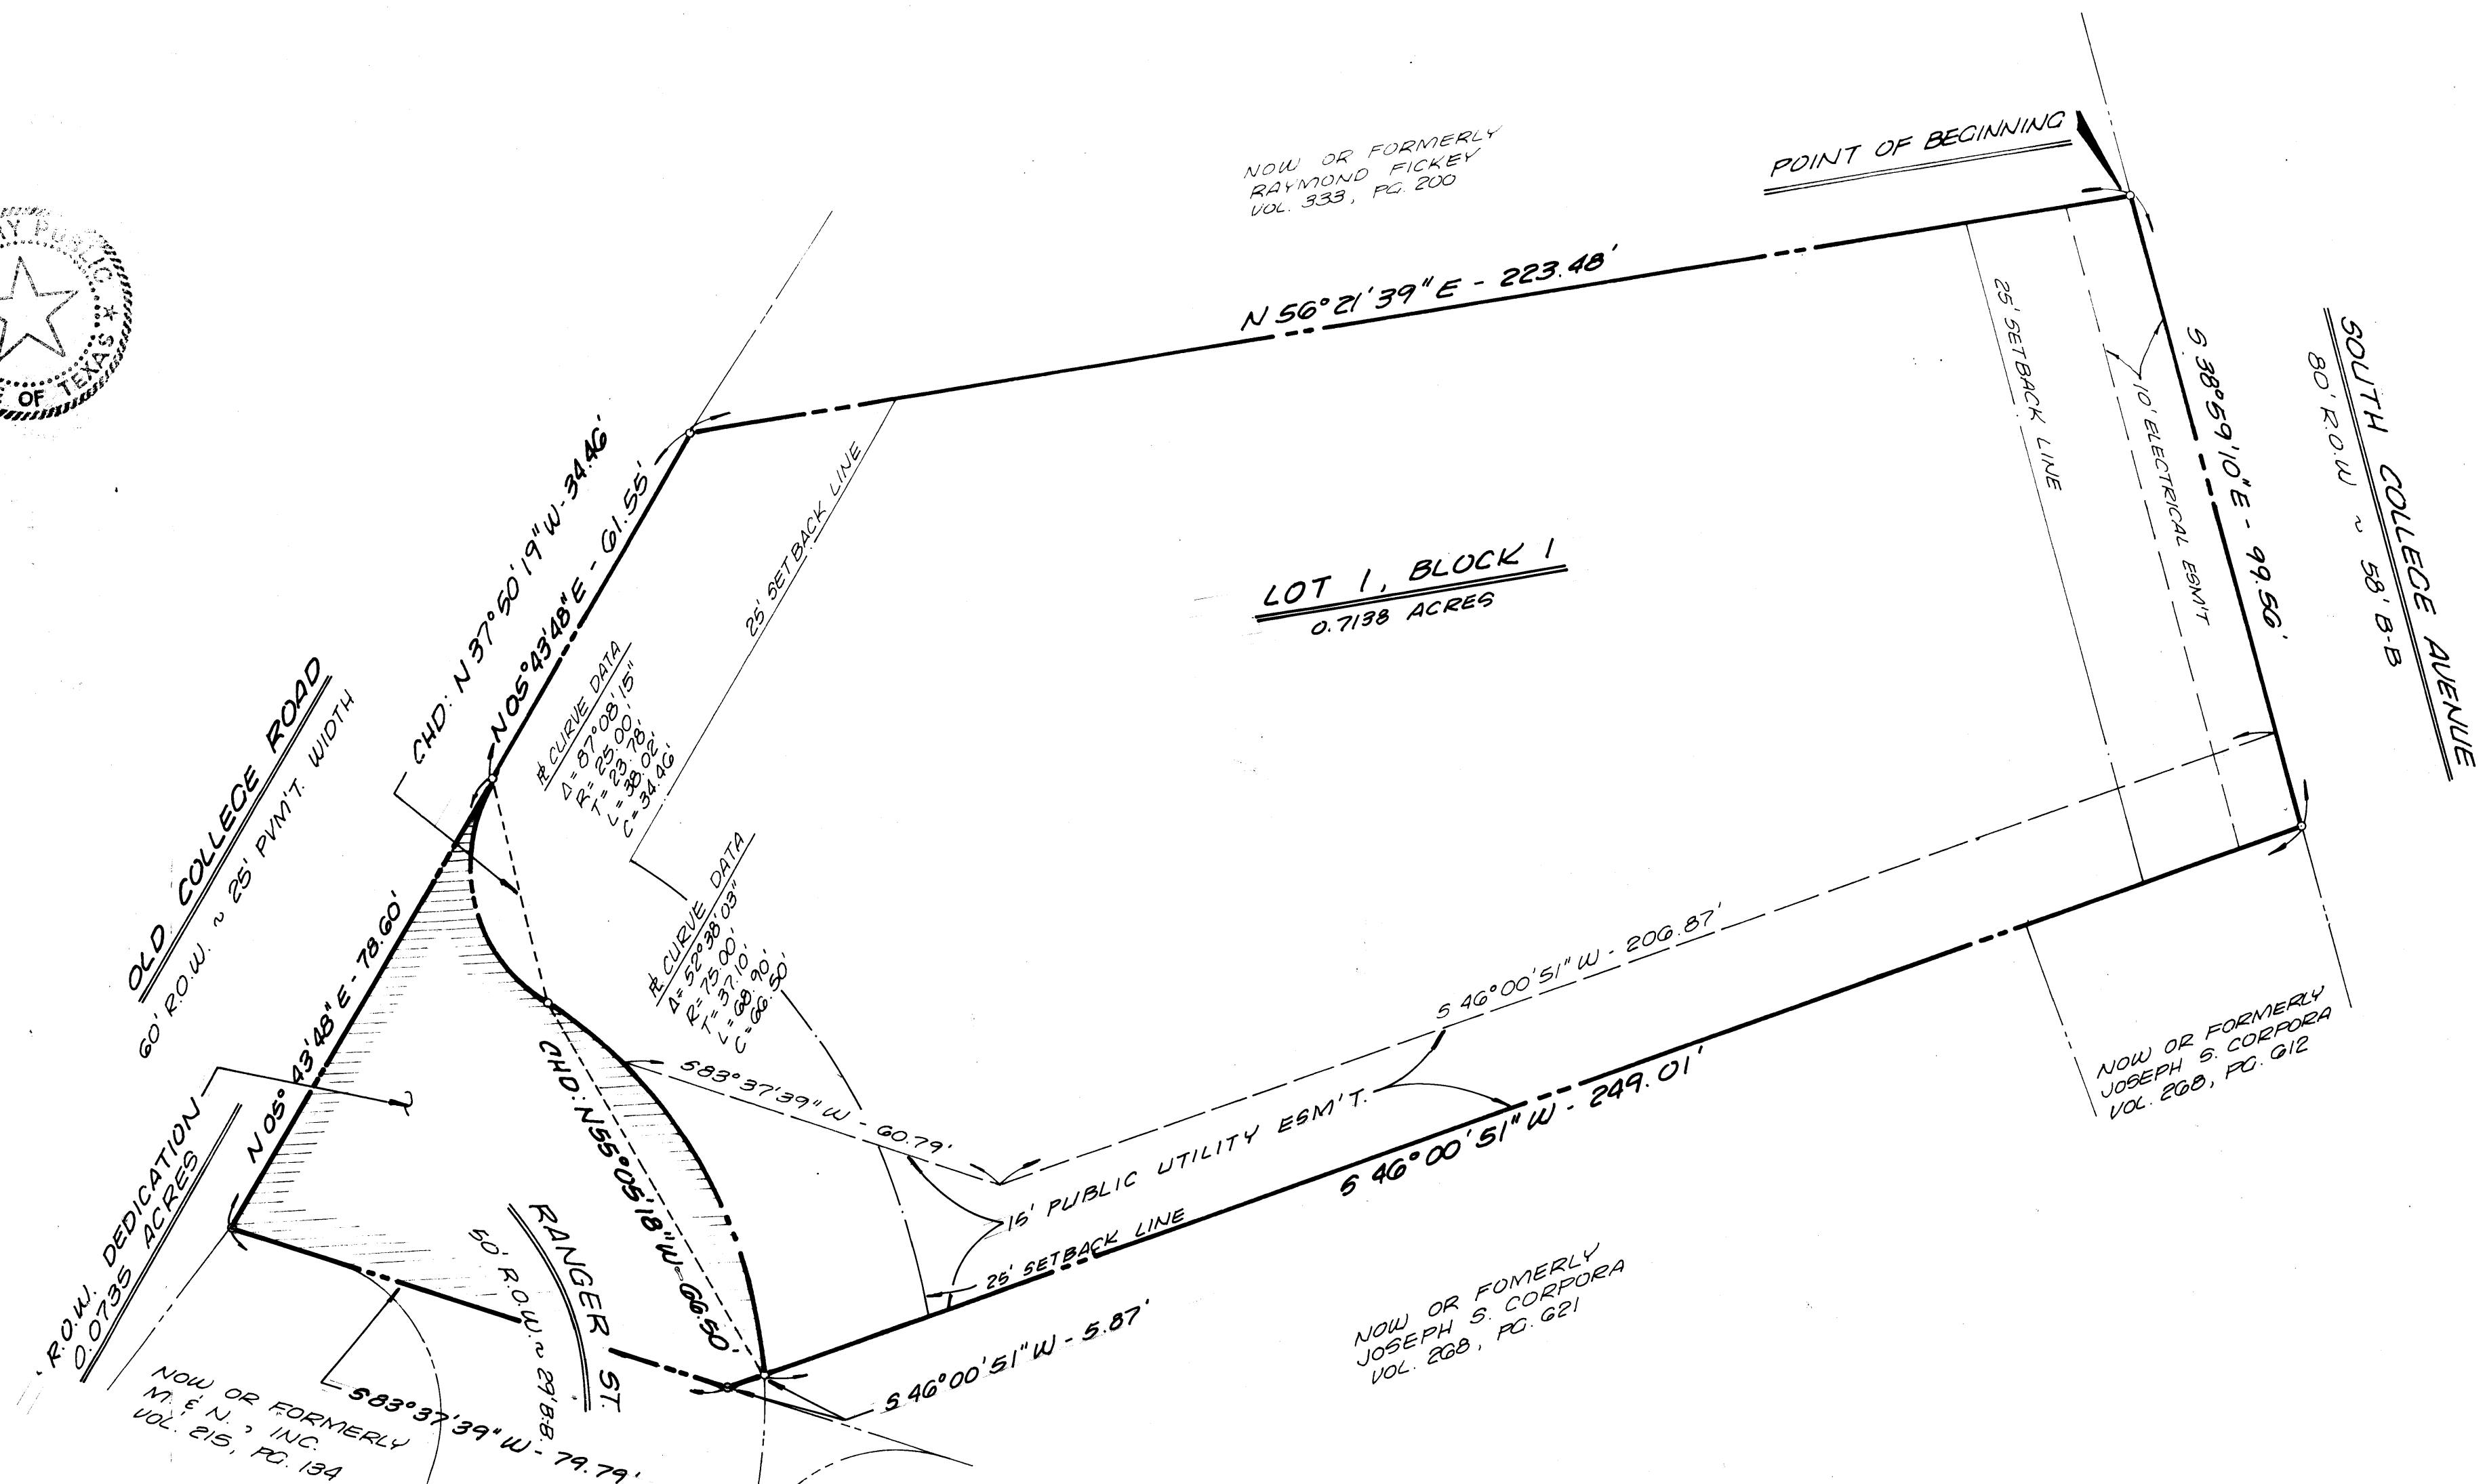 NOW OR FORMERLY
RAYMOND FICKEY
VOL. 333, PG. 200
POINT OF BEGINNING
N 56°21'39"E - 223.48'
OF TEXAS
25' SETBACK LINE
10' ELECTRICAL ESM'T
S 38°59'10"E - 99.56'
SOUTH COLLEGE AVENUE
80' R.O.W ~ 58' B-B
CHD: N 37°50'19"W - 34.46'
N 05°43'48"E - 61.55'
25' SETBACK LINE
LOT 1, BLOCK 1
0.7138 ACRES
OLD COLLEGE ROAD
60' R.O.W. ~ 25' PVM'T. WIDTH
℄ CURVE DATA
Δ = 87°08'15"
R = 25.00'
T = 23.78'
L = 38.02'
C = 34.46'
℄ CURVE DATA
Δ = 52°38'03"
R = 75.00'
T = 37.10'
L = 68.90'
C = 66.50'
N 05°43'48"E - 78.60'
S 46°00'51"W - 206.87'
S 83°37'39"W - 60.79'
CHD: N55°05'18"W - 66.50'
15' PUBLIC UTILITY ESM'T.
S 46°00'51"W - 249.01'
25' SETBACK LINE
NOW OR FORMERLY
JOSEPH S. CORPORA
VOL. 268, PG. 612
R.O.W. DEDICATION
0.0735 ACRES
RANGER ST.
50' R.O.W. ~ 29' B-B.
S 46°00'51"W - 5.87'
NOW OR FOMERLY
JOSEPH S. CORPORA
VOL. 268, PG. 621
NOW OR FORMERLY
M. & N., INC.
VOL. 215, PG. 134
S83°37'39"W - 79.79'